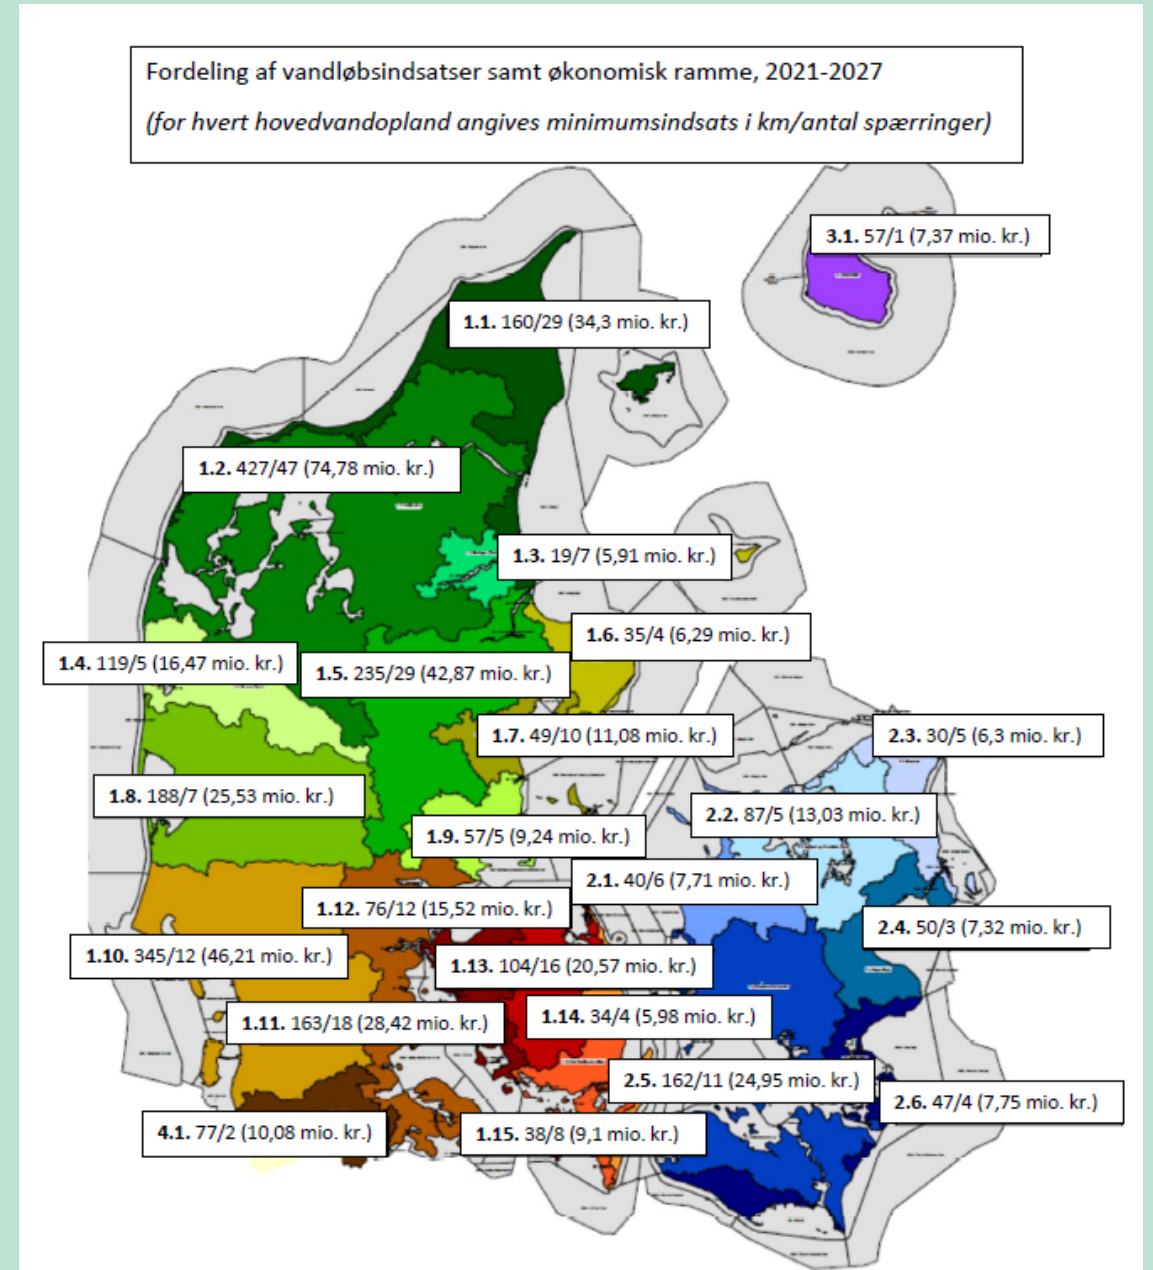 Fordeling af vandløbsindsatser samt økonomisk ramme, 2021-2027
(for hvert hovedvandopland angives minimumsindsats i km/antal spærringer)
3.1. 57/1 (7,37 mio. kr.)
1.1. 160/29 (34,3 mio. kr.)
1.2. 427/47 (74,78 mio. kr.)
1.3. 19/7 (5,91 mio. kr.)
1.6. 35/4 (6,29 mio. kr.)
1.4. 119/5 (16,47 mio. kr.)
1.5. 235/29 (42,87 mio. kr.)
1.7. 49/10 (11,08 mio. kr.)
2.3. 30/5 (6,3 mio. kr.)
1.8. 188/7 (25,53 mio. kr.)
2.2. 87/5 (13,03 mio. kr.)
1.9. 57/5 (9,24 mio. kr.)
2.1. 40/6 (7,71 mio. kr.)
1.12. 76/12 (15,52 mio. kr.)
2.4. 50/3 (7,32 mio. kr.)
1.10. 345/12 (46,21 mio. kr.)
1.13. 104/16 (20,57 mio. kr.)
1.14. 34/4 (5,98 mio. kr.)
1.11. 163/18 (28,42 mio. kr.)
2.5. 162/11 (24,95 mio. kr.)
2.6. 47/4 (7,75 mio. kr.)
4.1. 77/2 (10,08 mio. kr.)
1.15. 38/8 (9,1 mio. kr.)